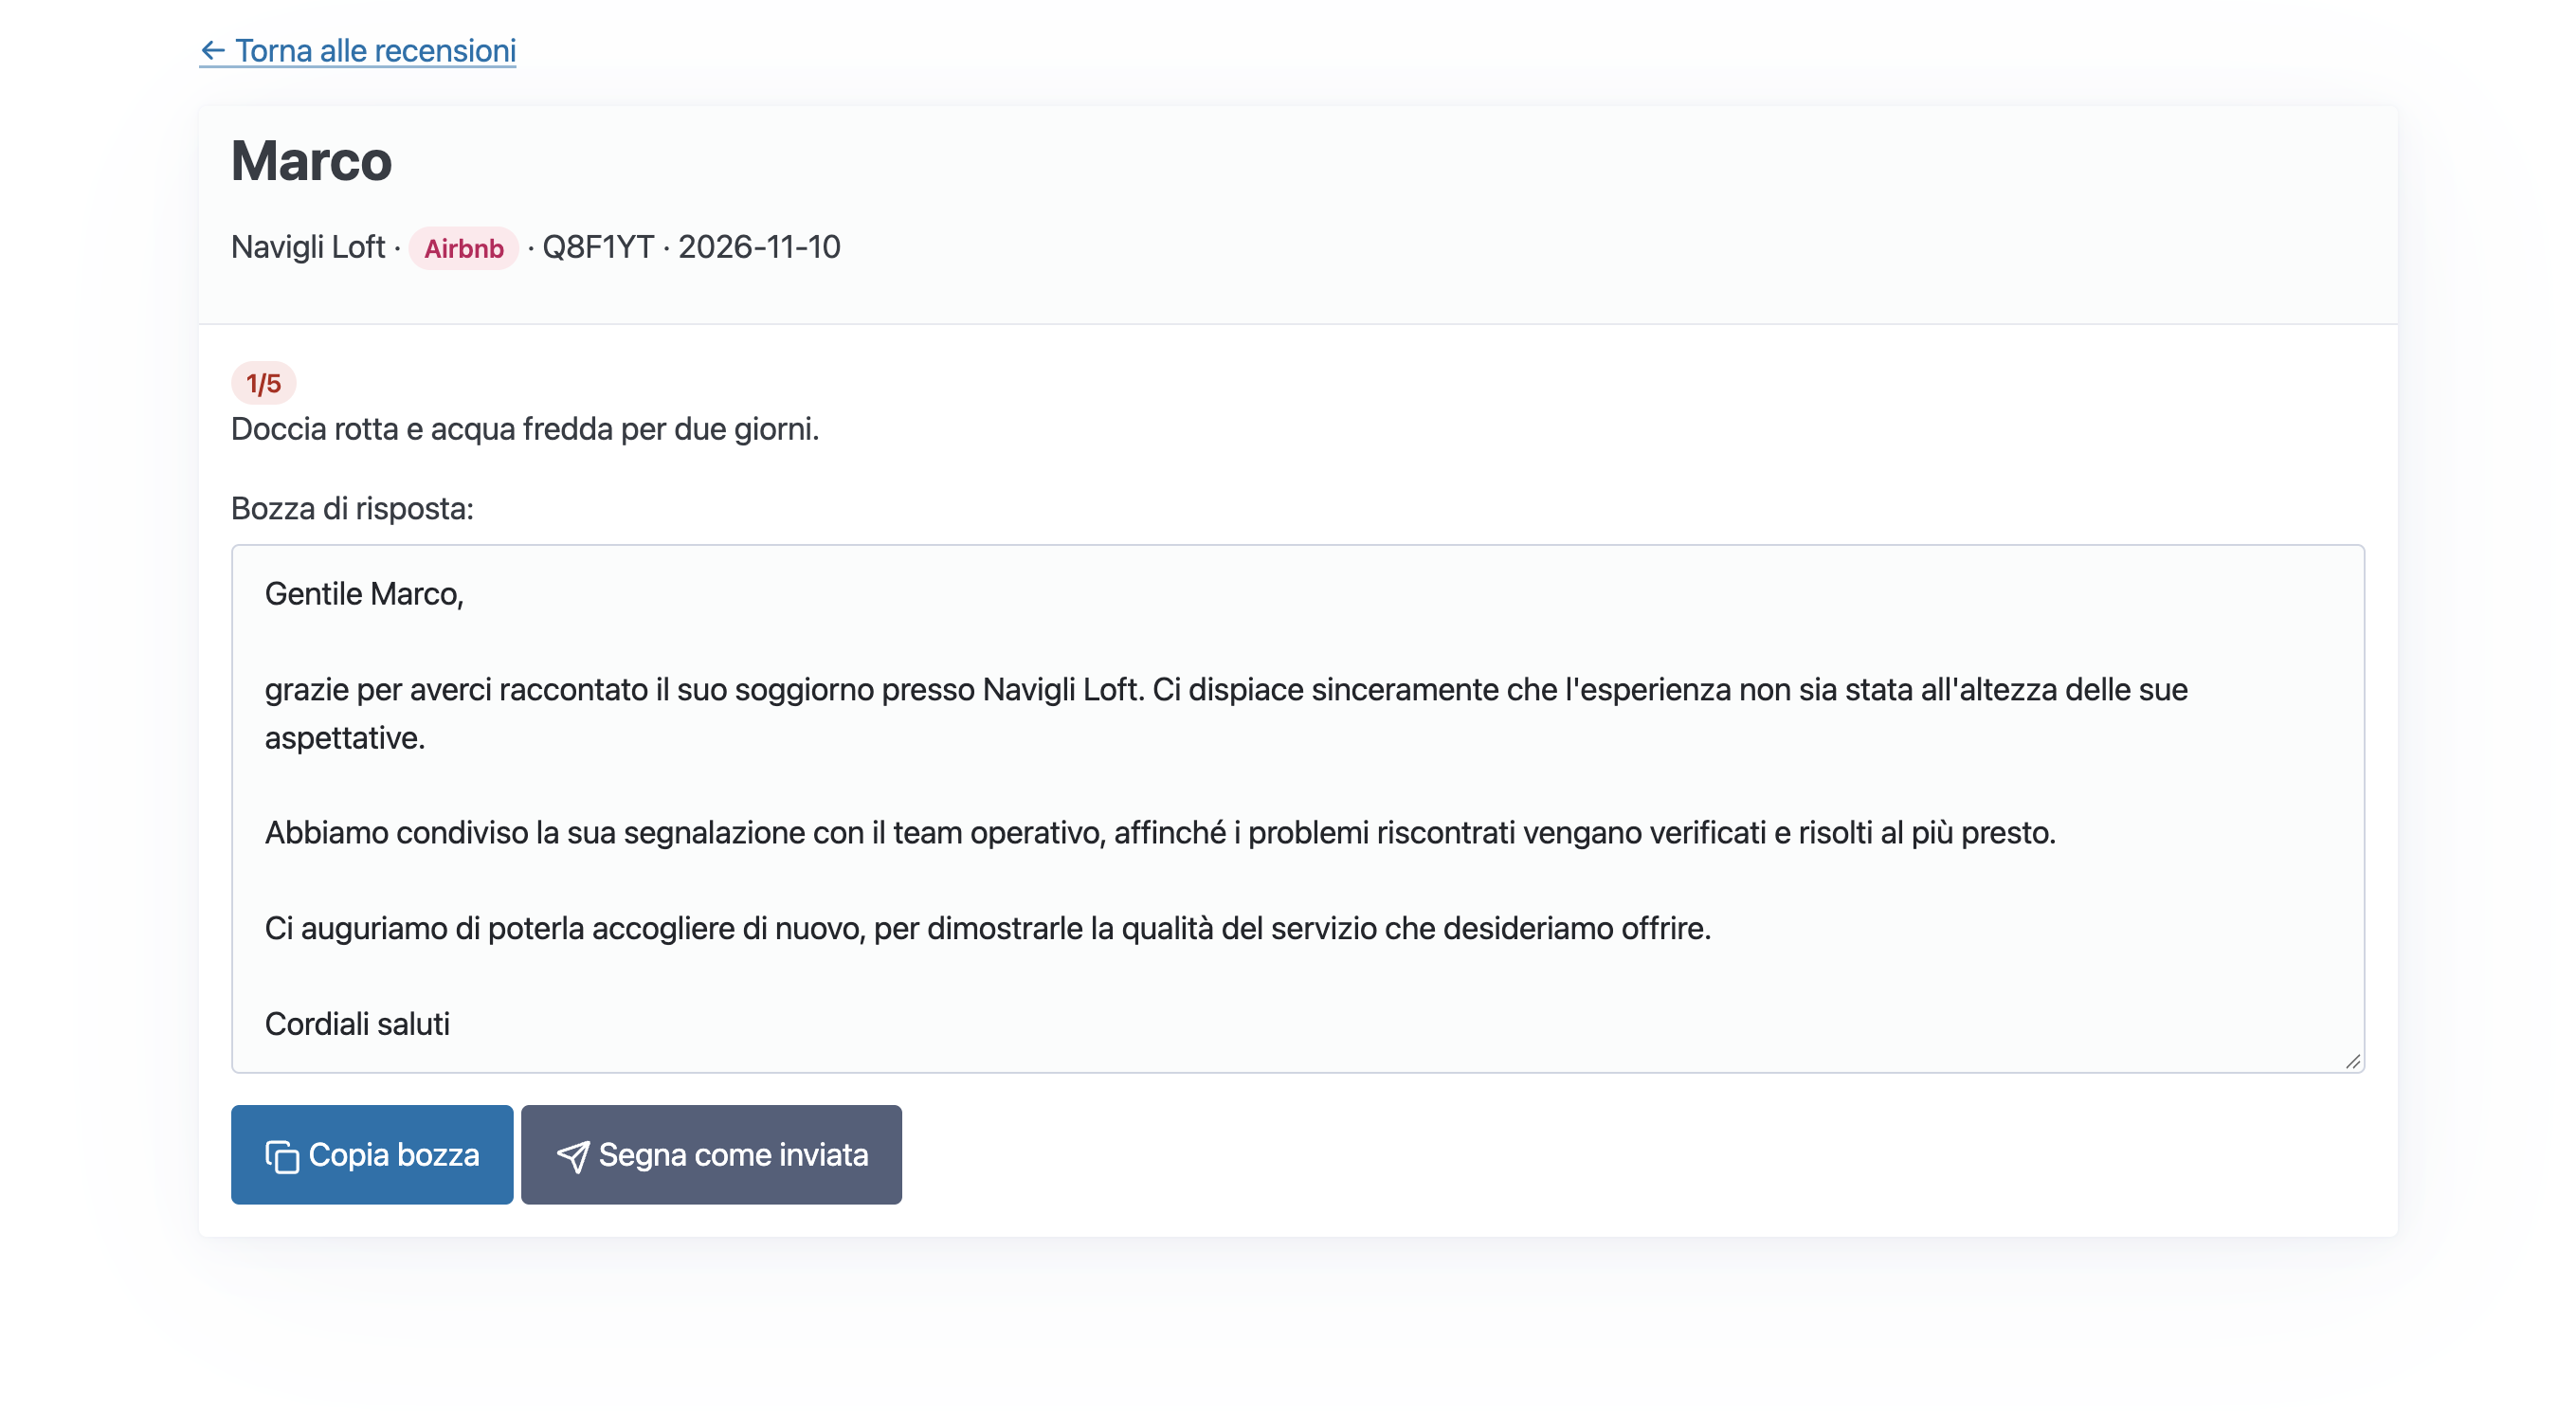 ← Torna alle recensioni
Marco
Navigli Loft · Airbnb · Q8F1YT · 2026-11-10
1/5
Doccia rotta e acqua fredda per due giorni.
Bozza di risposta:
Gentile Marco,
grazie per averci raccontato il suo soggiorno presso Navigli Loft. Ci dispiace sinceramente che l'esperienza non sia stata all'altezza delle sue
aspettative.
Abbiamo condiviso la sua segnalazione con il team operativo, affinché i problemi riscontrati vengano verificati e risolti al più presto.
Ci auguriamo di poterla accogliere di nuovo, per dimostrarle la qualità del servizio che desideriamo offrire.
Cordiali saluti
Copia bozza Segna come inviata